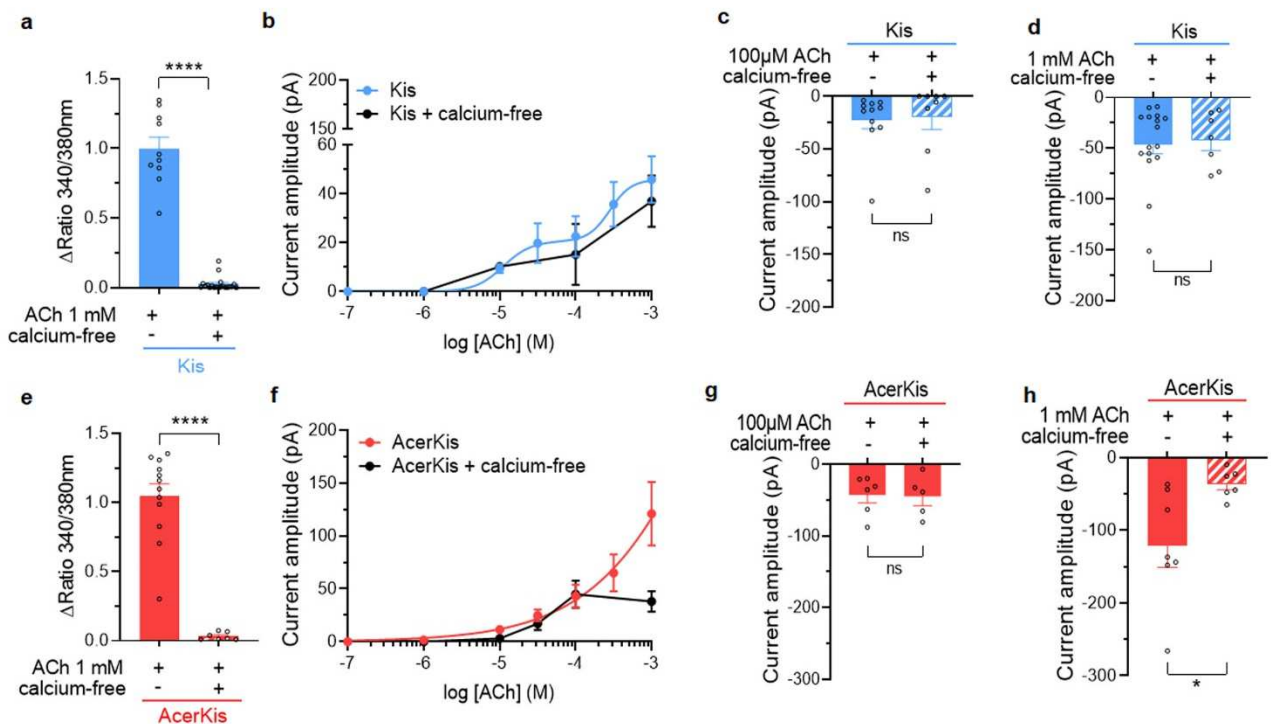 a
****
1.5
1.0
0.5
0.0
ΔRatio 340/380nm
ACh 1 mM + +
calcium-free - +
Kis
b
200
150
60
40
20
0
Current amplitude (pA)
Kis
Kis + calcium-free
-7 -6 -5 -4 -3
log [ACh] (M)
c
Kis
100µM ACh + +
calcium-free - +
0
-50
-100
-150
-200
Current amplitude (pA)
ns
d
Kis
1 mM ACh + +
calcium-free - +
0
-50
-100
-150
-200
Current amplitude (pA)
ns
e
****
1.5
1.0
0.5
0.0
ΔRatio 340/380nm
ACh 1 mM + +
calcium-free - +
AcerKis
f
200
150
100
50
0
Current amplitude (pA)
AcerKis
AcerKis + calcium-free
-7 -6 -5 -4 -3
log [ACh] (M)
g
AcerKis
100µM ACh + +
calcium-free - +
0
-100
-200
-300
Current amplitude (pA)
ns
h
AcerKis
1 mM ACh + +
calcium-free - +
0
-100
-200
-300
Current amplitude (pA)
*